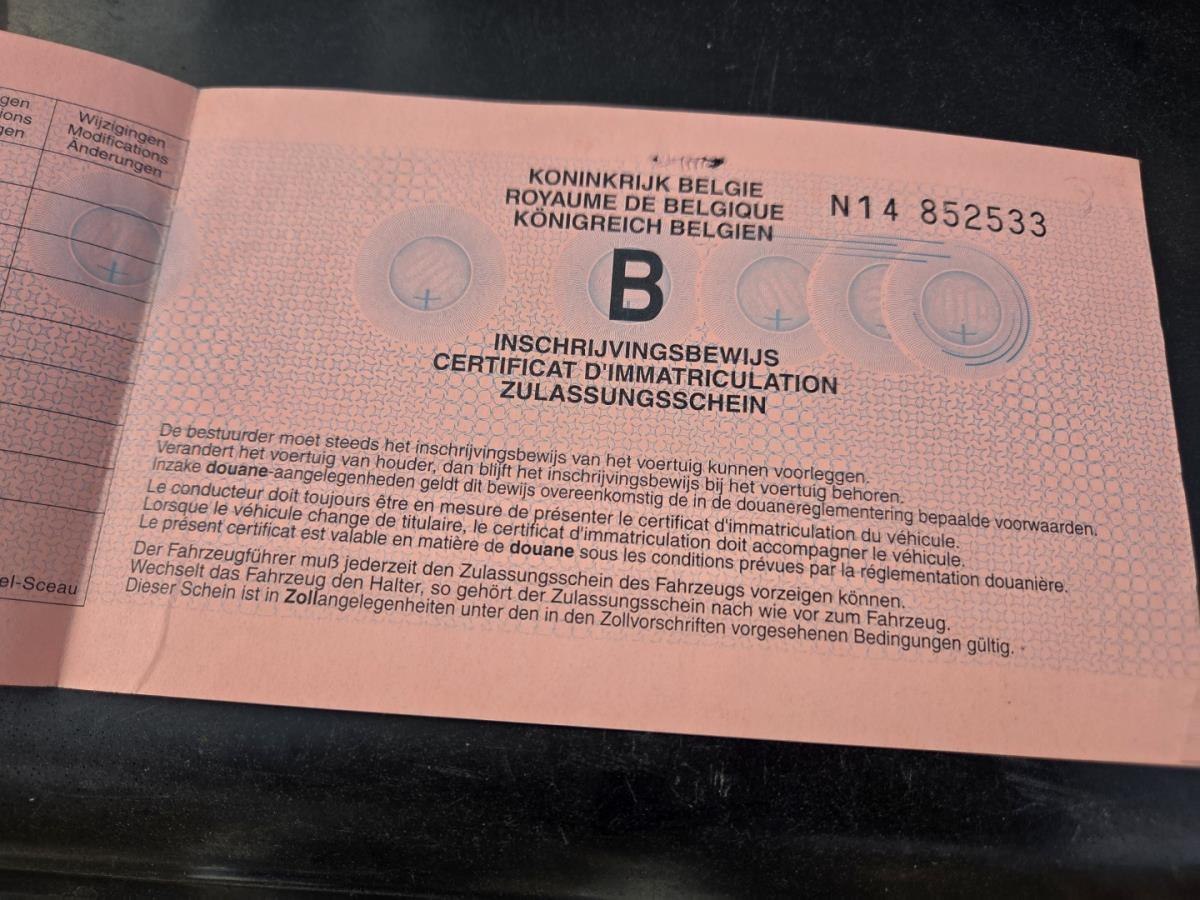 gen
ions
gen
Wijzigingen
Modifications
Änderungen
el-Sceau
KONINKRIJK BELGIE
ROYAUME DE BELGIQUE
KÖNIGREICH BELGIEN
N14 852533
B
INSCHRIJVINGSBEWIJS
CERTIFICAT D'IMMATRICULATION
ZULASSUNGSSCHEIN
De bestuurder moet steeds het inschrijvingsbewijs van het voertuig kunnen voorleggen.
Verandert het voertuig van houder, dan blijft het inschrijvingsbewijs bij het voertuig behoren.
Inzake douane-aangelegenheden geldt dit bewijs overeenkomstig de in de douanereglementering bepaalde voorwaarden.
Le conducteur doit toujours être en mesure de présenter le certificat d'immatriculation du véhicule.
Lorsque le véhicule change de titulaire, le certificat d'immatriculation doit accompagner le véhicule.
Le présent certificat est valable en matière de douane sous les conditions prévues par la réglementation douanière.
Der Fahrzeugführer muß jederzeit den Zulassungsschein des Fahrzeugs vorzeigen können.
Wechselt das Fahrzeug den Halter, so gehört der Zulassungsschein nach wie vor zum Fahrzeug.
Dieser Schein ist in Zollangelegenheiten unter den in den Zollvorschriften vorgesehenen Bedingungen gültig.